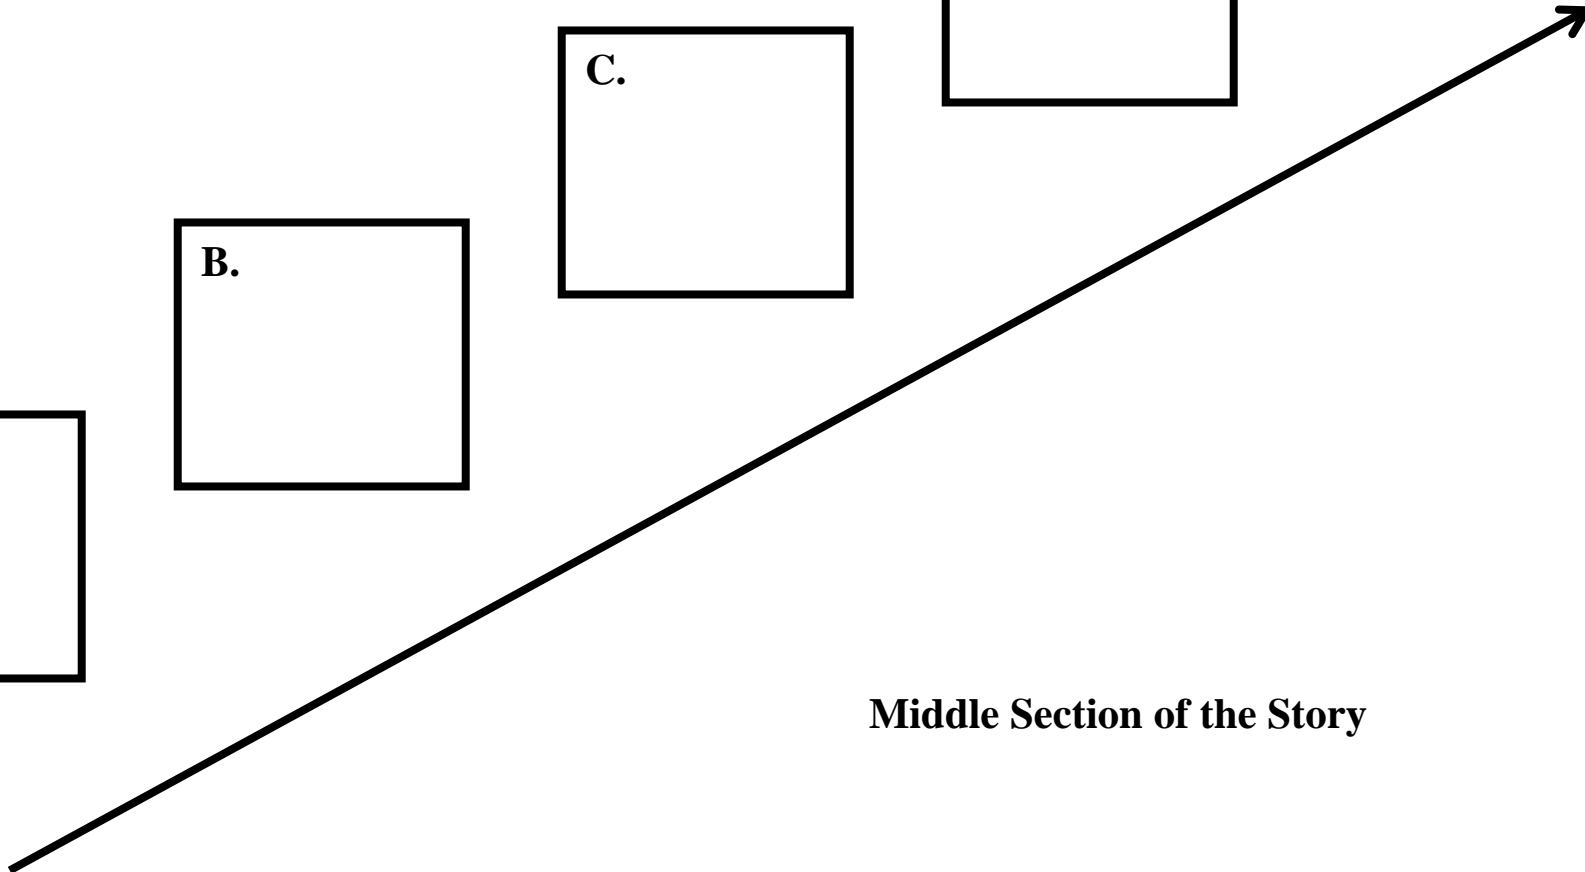 C.
B.
Middle Section of the Story